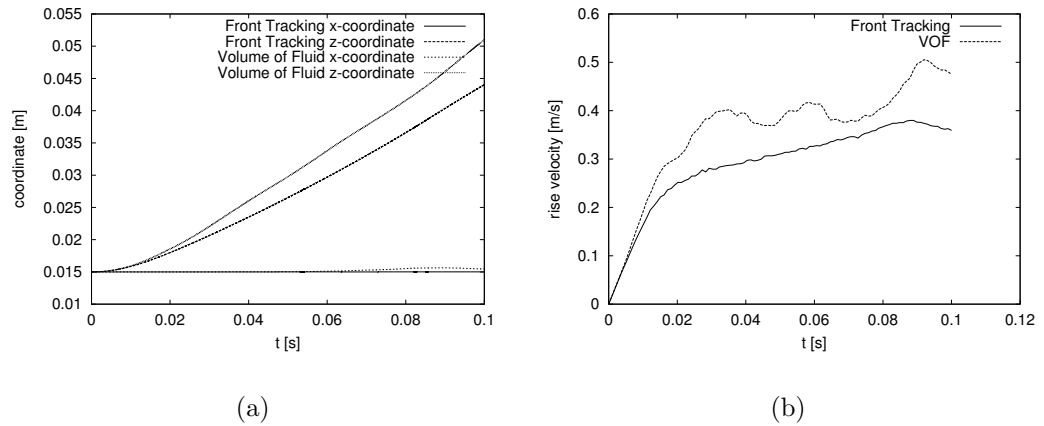 Front Tracking x-coordinate
Front Tracking z-coordinate
Volume of Fluid x-coordinate
Volume of Fluid z-coordinate
coordinate [m]
0.055
0.05
0.045
0.04
0.035
0.03
0.025
0.02
0.015
0.01
0 0.02 0.04 0.06 0.08 0.1
t [s]
(a)
Front Tracking
VOF
rise velocity [m/s]
0.6
0.5
0.4
0.3
0.2
0.1
0
0 0.02 0.04 0.06 0.08 0.1 0.12
t [s]
(b)